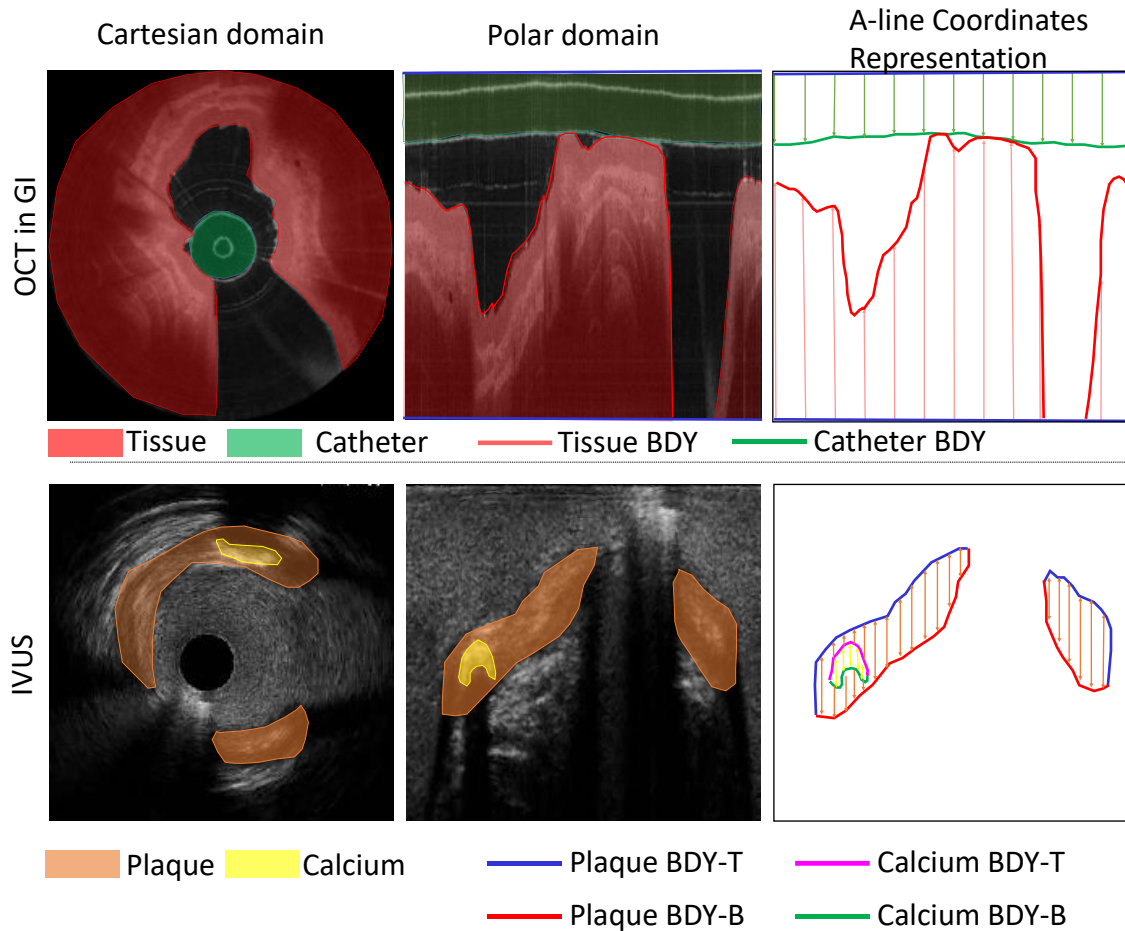 Cartesian domain
Polar domain
A-line Coordinates
Representation
OCT in GI
Tissue
Catheter
Tissue BDY
Catheter BDY
IVUS
Plaque
Calcium
Plaque BDY-T
Calcium BDY-T
Plaque BDY-B
Calcium BDY-B